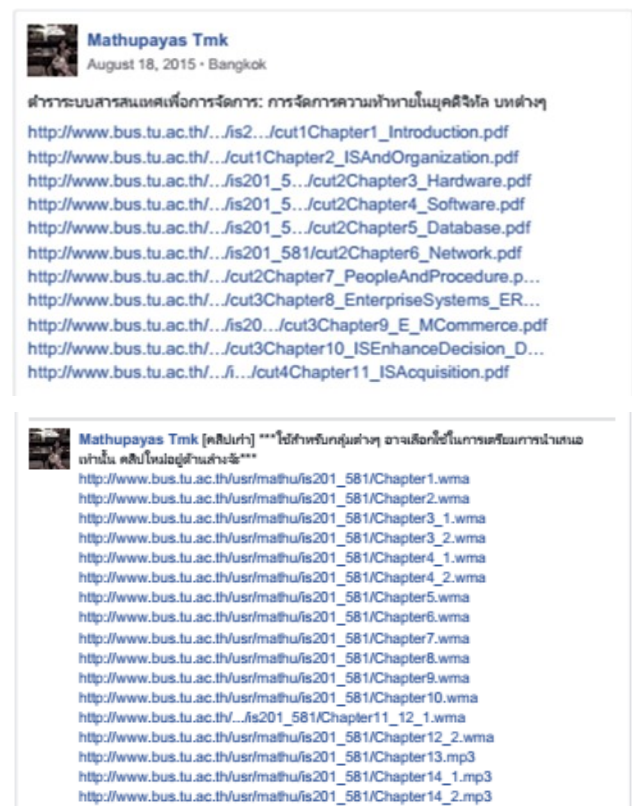 Mathupayas Tmk
August 18, 2015 · Bangkok
ตำราระบบสารสนเทศเพื่อการจัดการ: การจัดการความท้าทายในยุคดิจิทัล บทต่างๆ
http://www.bus.tu.ac.th/…/is2…/cut1Chapter1_Introduction.pdf
http://www.bus.tu.ac.th/…/cut1Chapter2_ISAndOrganization.pdf
http://www.bus.tu.ac.th/…/is201_5…/cut2Chapter3_Hardware.pdf
http://www.bus.tu.ac.th/…/is201_5…/cut2Chapter4_Software.pdf
http://www.bus.tu.ac.th/…/is201_5…/cut2Chapter5_Database.pdf
http://www.bus.tu.ac.th/…/is201_581/cut2Chapter6_Network.pdf
http://www.bus.tu.ac.th/…/cut2Chapter7_PeopleAndProcedure.p…
http://www.bus.tu.ac.th/…/cut3Chapter8_EnterpriseSystems_ER…
http://www.bus.tu.ac.th/…/is20…/cut3Chapter9_E_MCommerce.pdf
http://www.bus.tu.ac.th/…/cut3Chapter10_ISEnhanceDecision_D…
http://www.bus.tu.ac.th/…/i…/cut4Chapter11_ISAcquisition.pdf
Mathupayas Tmk [คลิปเก่า] ***ใช้สำหรับกลุ่มต่างๆ อาจเลือกใช้ในการเตรียมการนำเสนอ
เท่านั้น คลิปใหม่อยู่ด้านล่างจ้ะ***
http://www.bus.tu.ac.th/usr/mathu/is201_581/Chapter1.wma
http://www.bus.tu.ac.th/usr/mathu/is201_581/Chapter2.wma
http://www.bus.tu.ac.th/usr/mathu/is201_581/Chapter3_1.wma
http://www.bus.tu.ac.th/usr/mathu/is201_581/Chapter3_2.wma
http://www.bus.tu.ac.th/usr/mathu/is201_581/Chapter4_1.wma
http://www.bus.tu.ac.th/usr/mathu/is201_581/Chapter4_2.wma
http://www.bus.tu.ac.th/usr/mathu/is201_581/Chapter5.wma
http://www.bus.tu.ac.th/usr/mathu/is201_581/Chapter6.wma
http://www.bus.tu.ac.th/usr/mathu/is201_581/Chapter7.wma
http://www.bus.tu.ac.th/usr/mathu/is201_581/Chapter8.wma
http://www.bus.tu.ac.th/usr/mathu/is201_581/Chapter9.wma
http://www.bus.tu.ac.th/usr/mathu/is201_581/Chapter10.wma
http://www.bus.tu.ac.th/…/is201_581/Chapter11_12_1.wma
http://www.bus.tu.ac.th/usr/mathu/is201_581/Chapter12_2.wma
http://www.bus.tu.ac.th/usr/mathu/is201_581/Chapter13.mp3
http://www.bus.tu.ac.th/usr/mathu/is201_581/Chapter14_1.mp3
http://www.bus.tu.ac.th/usr/mathu/is201_581/Chapter14_2.mp3